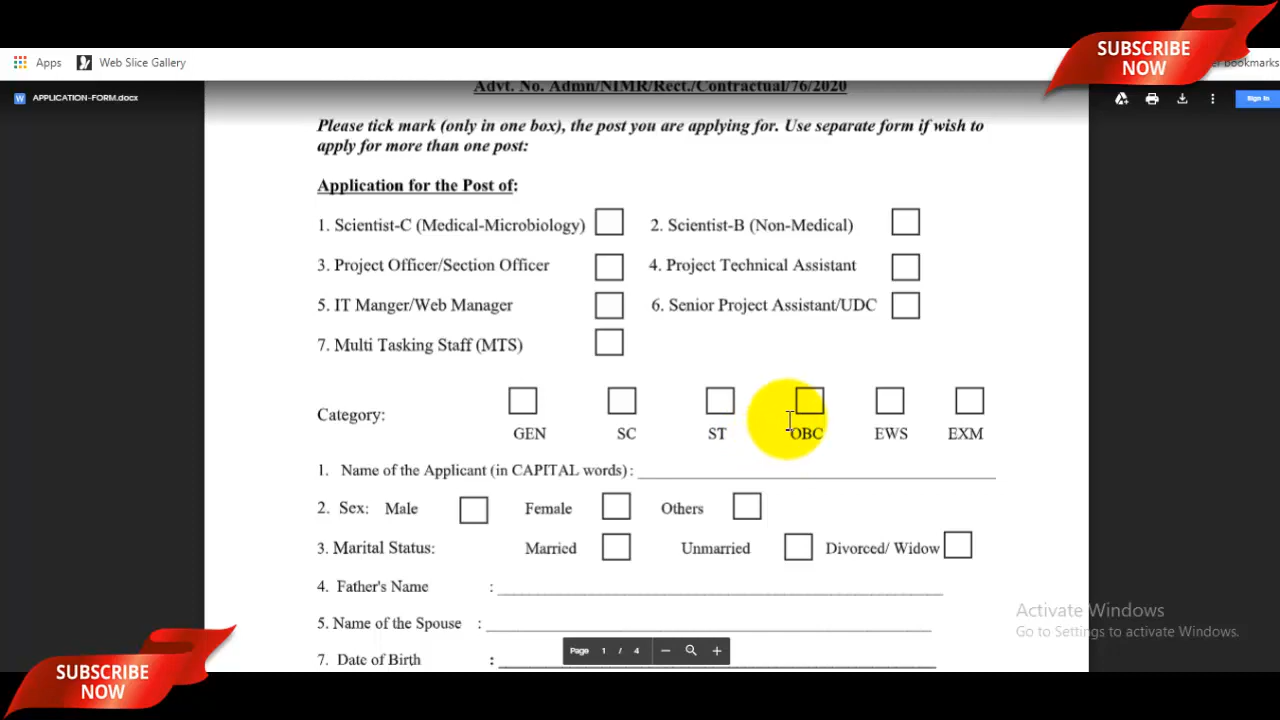 SUBSCRIBE
NOW
Apps
Web Slice Gallery
er bookmarks
W APPLICATION-FORM.docx
Sign in
Advt. No. Admn/NIMR/Rect./Contractual/76/2020
Please tick mark (only in one box), the post you are applying for. Use separate form if wish to
apply for more than one post:
Application for the Post of:
1. Scientist-C (Medical-Microbiology) 2. Scientist-B (Non-Medical)
3. Project Officer/Section Officer 4. Project Technical Assistant
5. IT Manger/Web Manager 6. Senior Project Assistant/UDC
7. Multi Tasking Staff (MTS)
Category:
GEN SC ST OBC EWS EXM
1. Name of the Applicant (in CAPITAL words) :
2. Sex: Male Female Others
3. Marital Status: Married Unmarried Divorced/ Widow
4. Father's Name :
5. Name of the Spouse :
7. Date of Birth :
Page 1 / 4
Activate Windows
Go to Settings to activate Windows.
SUBSCRIBE
NOW